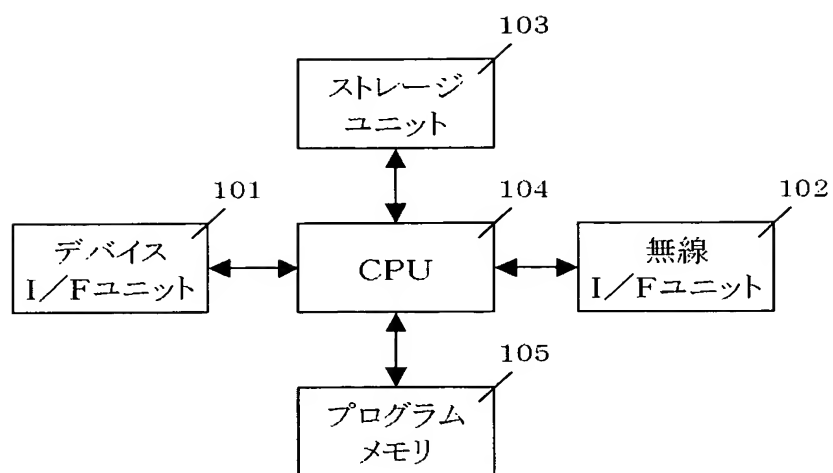 103
ストレージ
ユニット
101
104
102
デバイス
I／Fユニット
CPU
無線
I／Fユニット
105
プログラム
メモリ